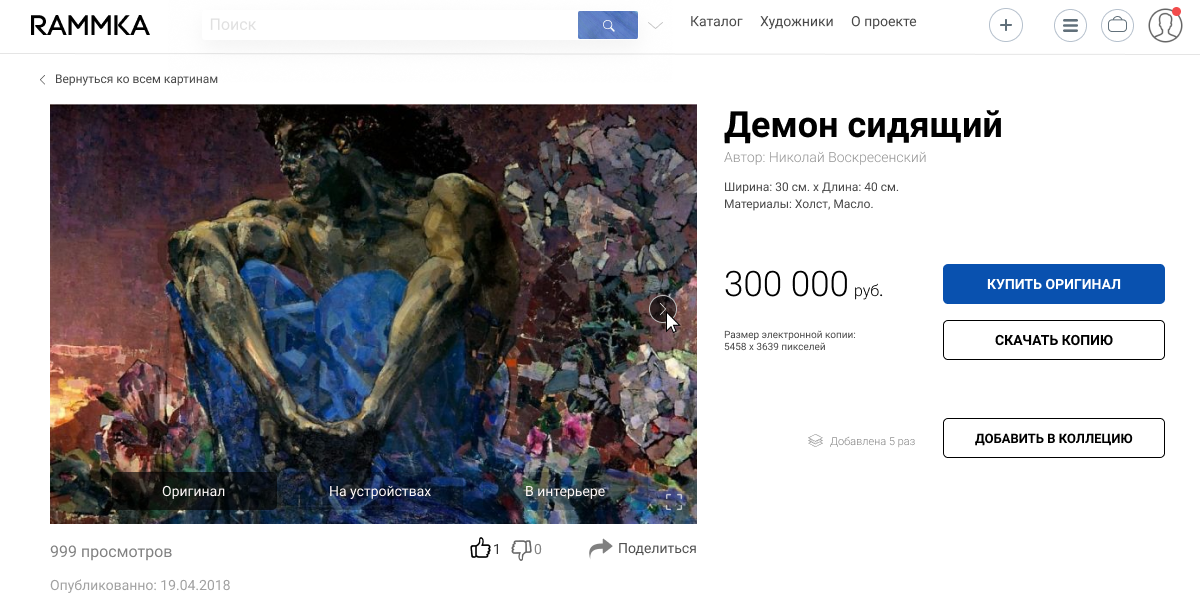 RAMMKA
Поиск
Каталог Художники О проекте
Вернуться ко всем картинам
Демон сидящий
Автор: Николай Воскресенский
Ширина: 30 см. x Длина: 40 см.
Материалы: Холст, Масло.
300 000 руб.
КУПИТЬ ОРИГИНАЛ
Размер электронной копии:
5458 x 3639 пикселей
СКАЧАТЬ КОПИЮ
Добавлена 5 раз
ДОБАВИТЬ В КОЛЛЕЦИЮ
Оригинал На устройствах В интерьере
999 просмотров
1 0 Поделиться
Опубликованно: 19.04.2018